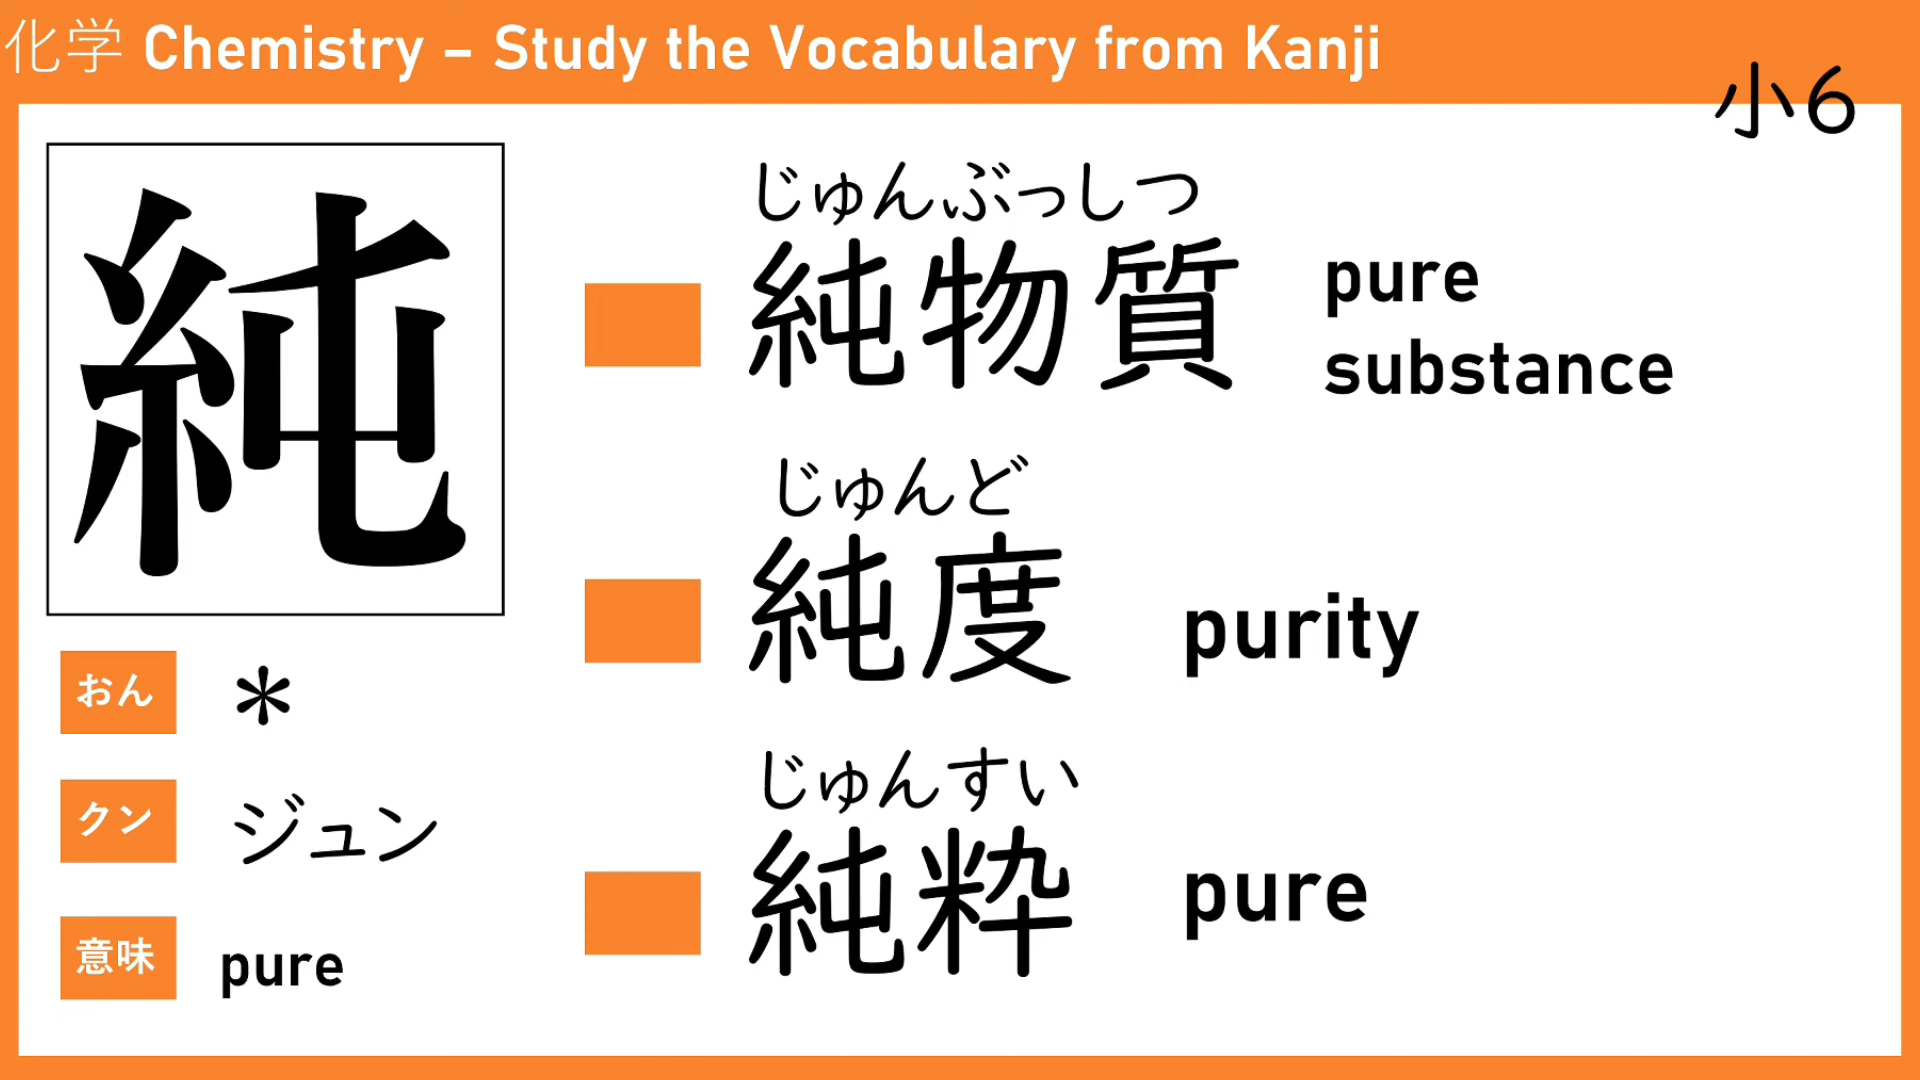 化学 Chemistry – Study the Vocabulary from Kanji
小6
純
おん
*
クン
ジュン
意味
pure
じゅんぶっしつ
純物質
pure
substance
じゅんど
純度
purity
じゅんすい
純粋
pure